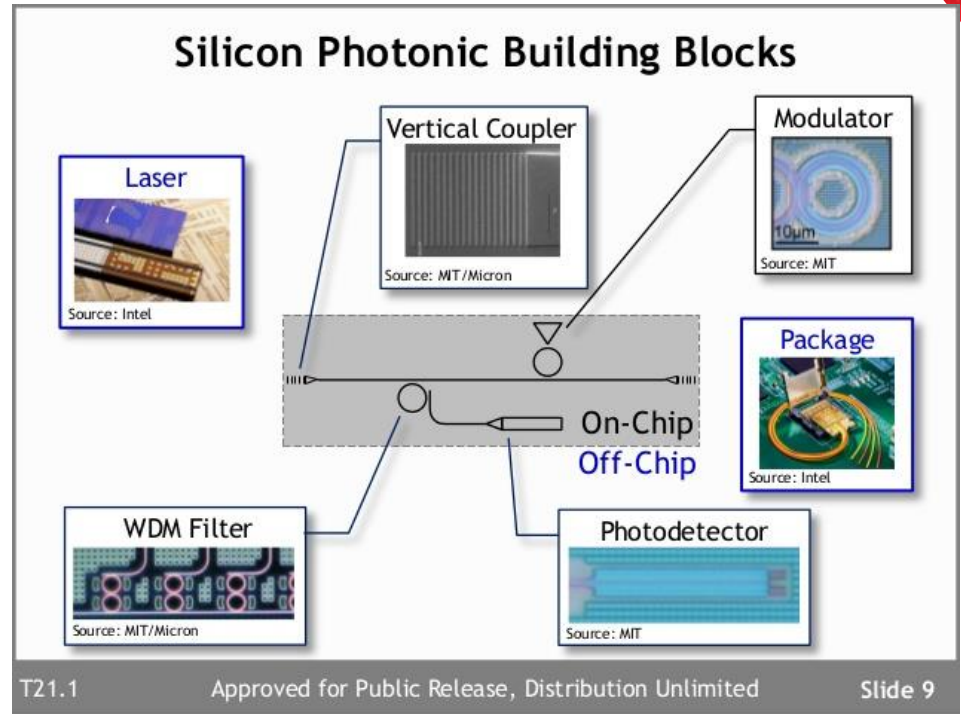 Silicon Photonic Building Blocks
Laser
Source: Intel
Vertical Coupler
Source: MIT/Micron
Modulator
10μm
Source: MIT
Package
Source: Intel
On-Chip
Off-Chip
WDM Filter
Source: MIT/Micron
Photodetector
Source: MIT
T21.1
Approved for Public Release, Distribution Unlimited
Slide 9